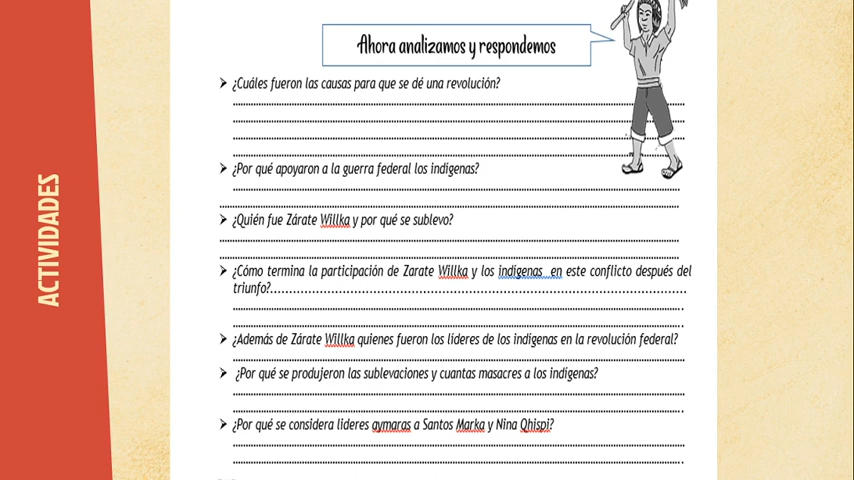 ACTIVIDADES
Ahora analizamos y respondemos
➢ ¿Cuáles fueron las causas para que se dé una revolución?
➢ ¿Por qué apoyaron a la guerra federal los indígenas?
➢ ¿Quién fue Zárate Willka y por qué se sublevo?
➢ ¿Cómo termina la participación de Zarate Willka y los indígenas en este conflicto después del
triunfo?
➢ ¿Además de Zárate Willka quienes fueron los líderes de los indígenas en la revolución federal?
➢ ¿Por qué se produjeron las sublevaciones y cuantas masacres a los indígenas?
➢ ¿Por qué se considera lideres aymaras a Santos Marka y Nina Qhispi?